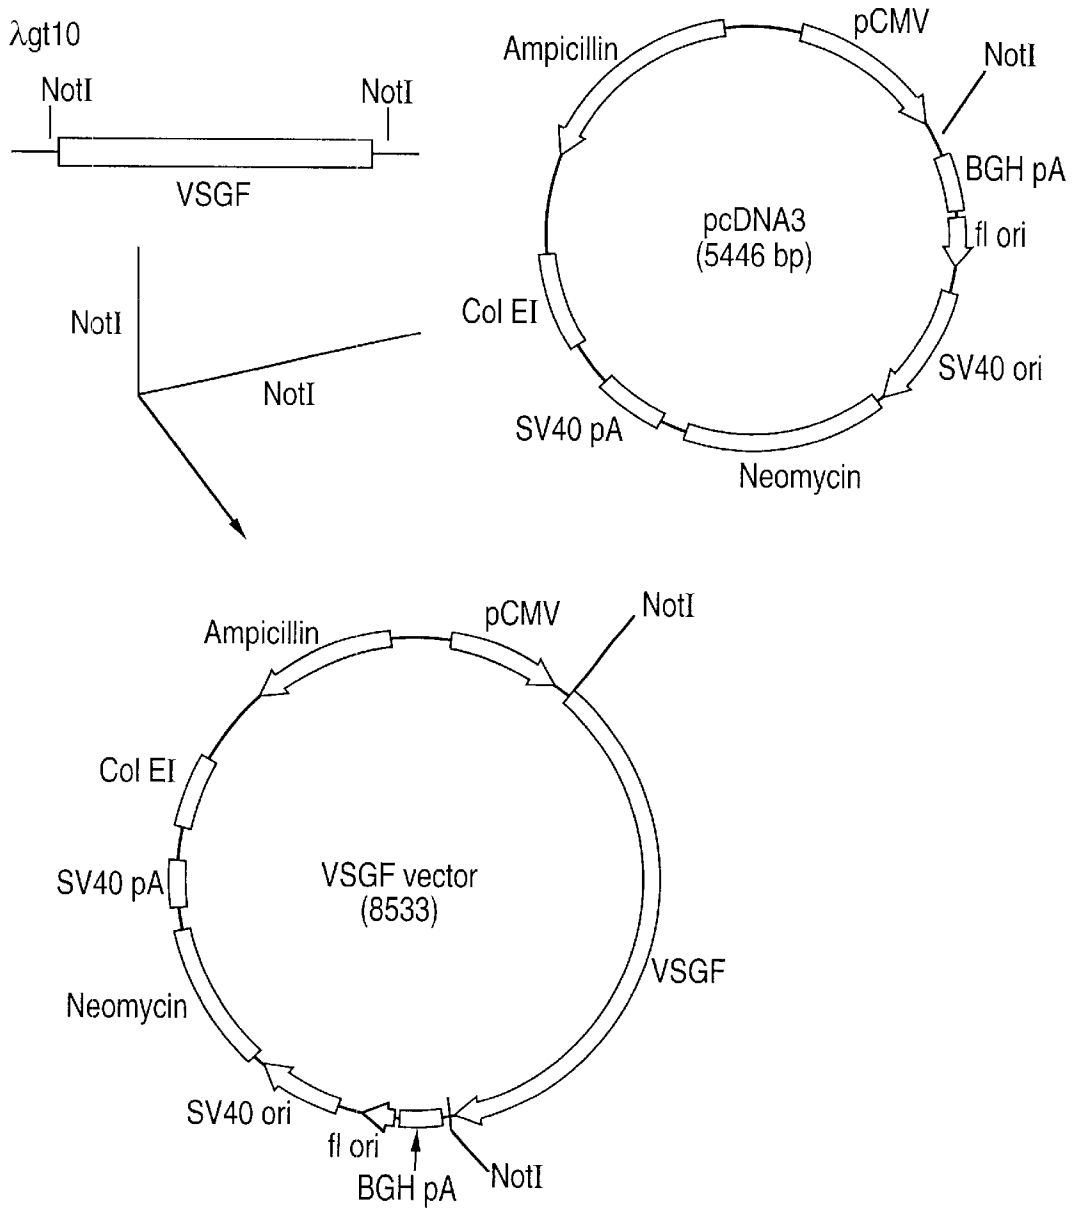 λgt10
NotI
NotI
VSGF
Ampicillin
pCMV
NotI
BGH pA
fl ori
pcDNA3
(5446 bp)
Col EI
SV40 ori
SV40 pA
Neomycin
NotI
NotI
Ampicillin
pCMV
NotI
Col EI
SV40 pA
VSGF vector
(8533)
VSGF
Neomycin
SV40 ori
fl ori
BGH pA
NotI